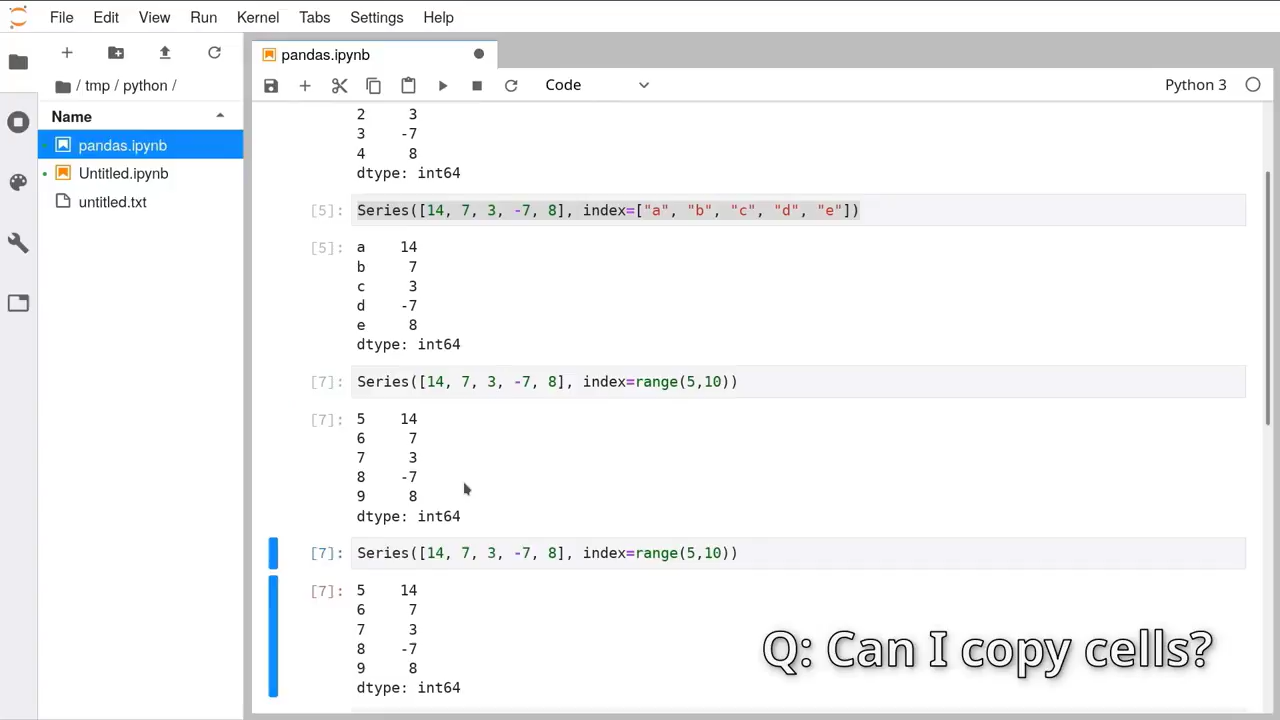 File Edit View Run Kernel Tabs Settings Help
/ tmp / python /
Name
pandas.ipynb
Untitled.ipynb
untitled.txt
pandas.ipynb
Code
Python 3
2 3
3 -7
4 8
dtype: int64
[5]: Series([14, 7, 3, -7, 8], index=["a", "b", "c", "d", "e"])
[5]: a 14
b 7
c 3
d -7
e 8
dtype: int64
[7]: Series([14, 7, 3, -7, 8], index=range(5,10))
[7]: 5 14
6 7
7 3
8 -7
9 8
dtype: int64
[7]: Series([14, 7, 3, -7, 8], index=range(5,10))
[7]: 5 14
6 7
7 3
8 -7
9 8
dtype: int64
Q: Can I copy cells?